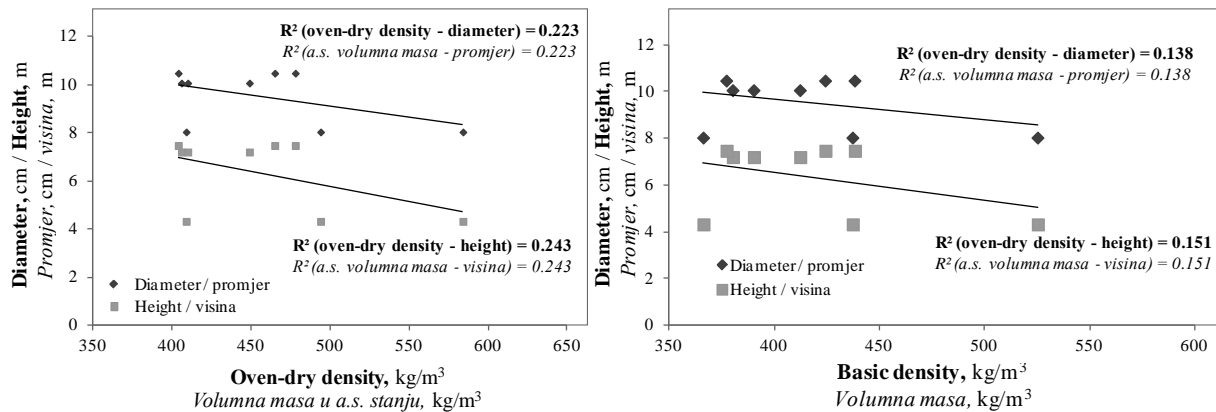 12
10
8
6
4
2
0
350 400 450 500 550 600 650
Diameter, cm / Height, m
Promjer, cm / visina, m
R² (oven-dry density - diameter) = 0.223
R² (a.s. volumna masa - promjer) = 0.223
R² (oven-dry density - height) = 0.243
R² (a.s. volumna masa - visina) = 0.243
Diameter / promjer
Height / visina
Oven-dry density, kg/m³
Volumna masa u a.s. stanju, kg/m³
12
10
8
6
4
2
0
350 400 450 500 550 600
Diameter, cm / Height, m
Promjer, cm / visina, m
R² (oven-dry density - diameter) = 0.138
R² (a.s. volumna masa - promjer) = 0.138
R² (oven-dry density - height) = 0.151
R² (a.s. volumna masa - visina) = 0.151
Diameter / promjer
Height / visina
Basic density, kg/m³
Volumna masa, kg/m³